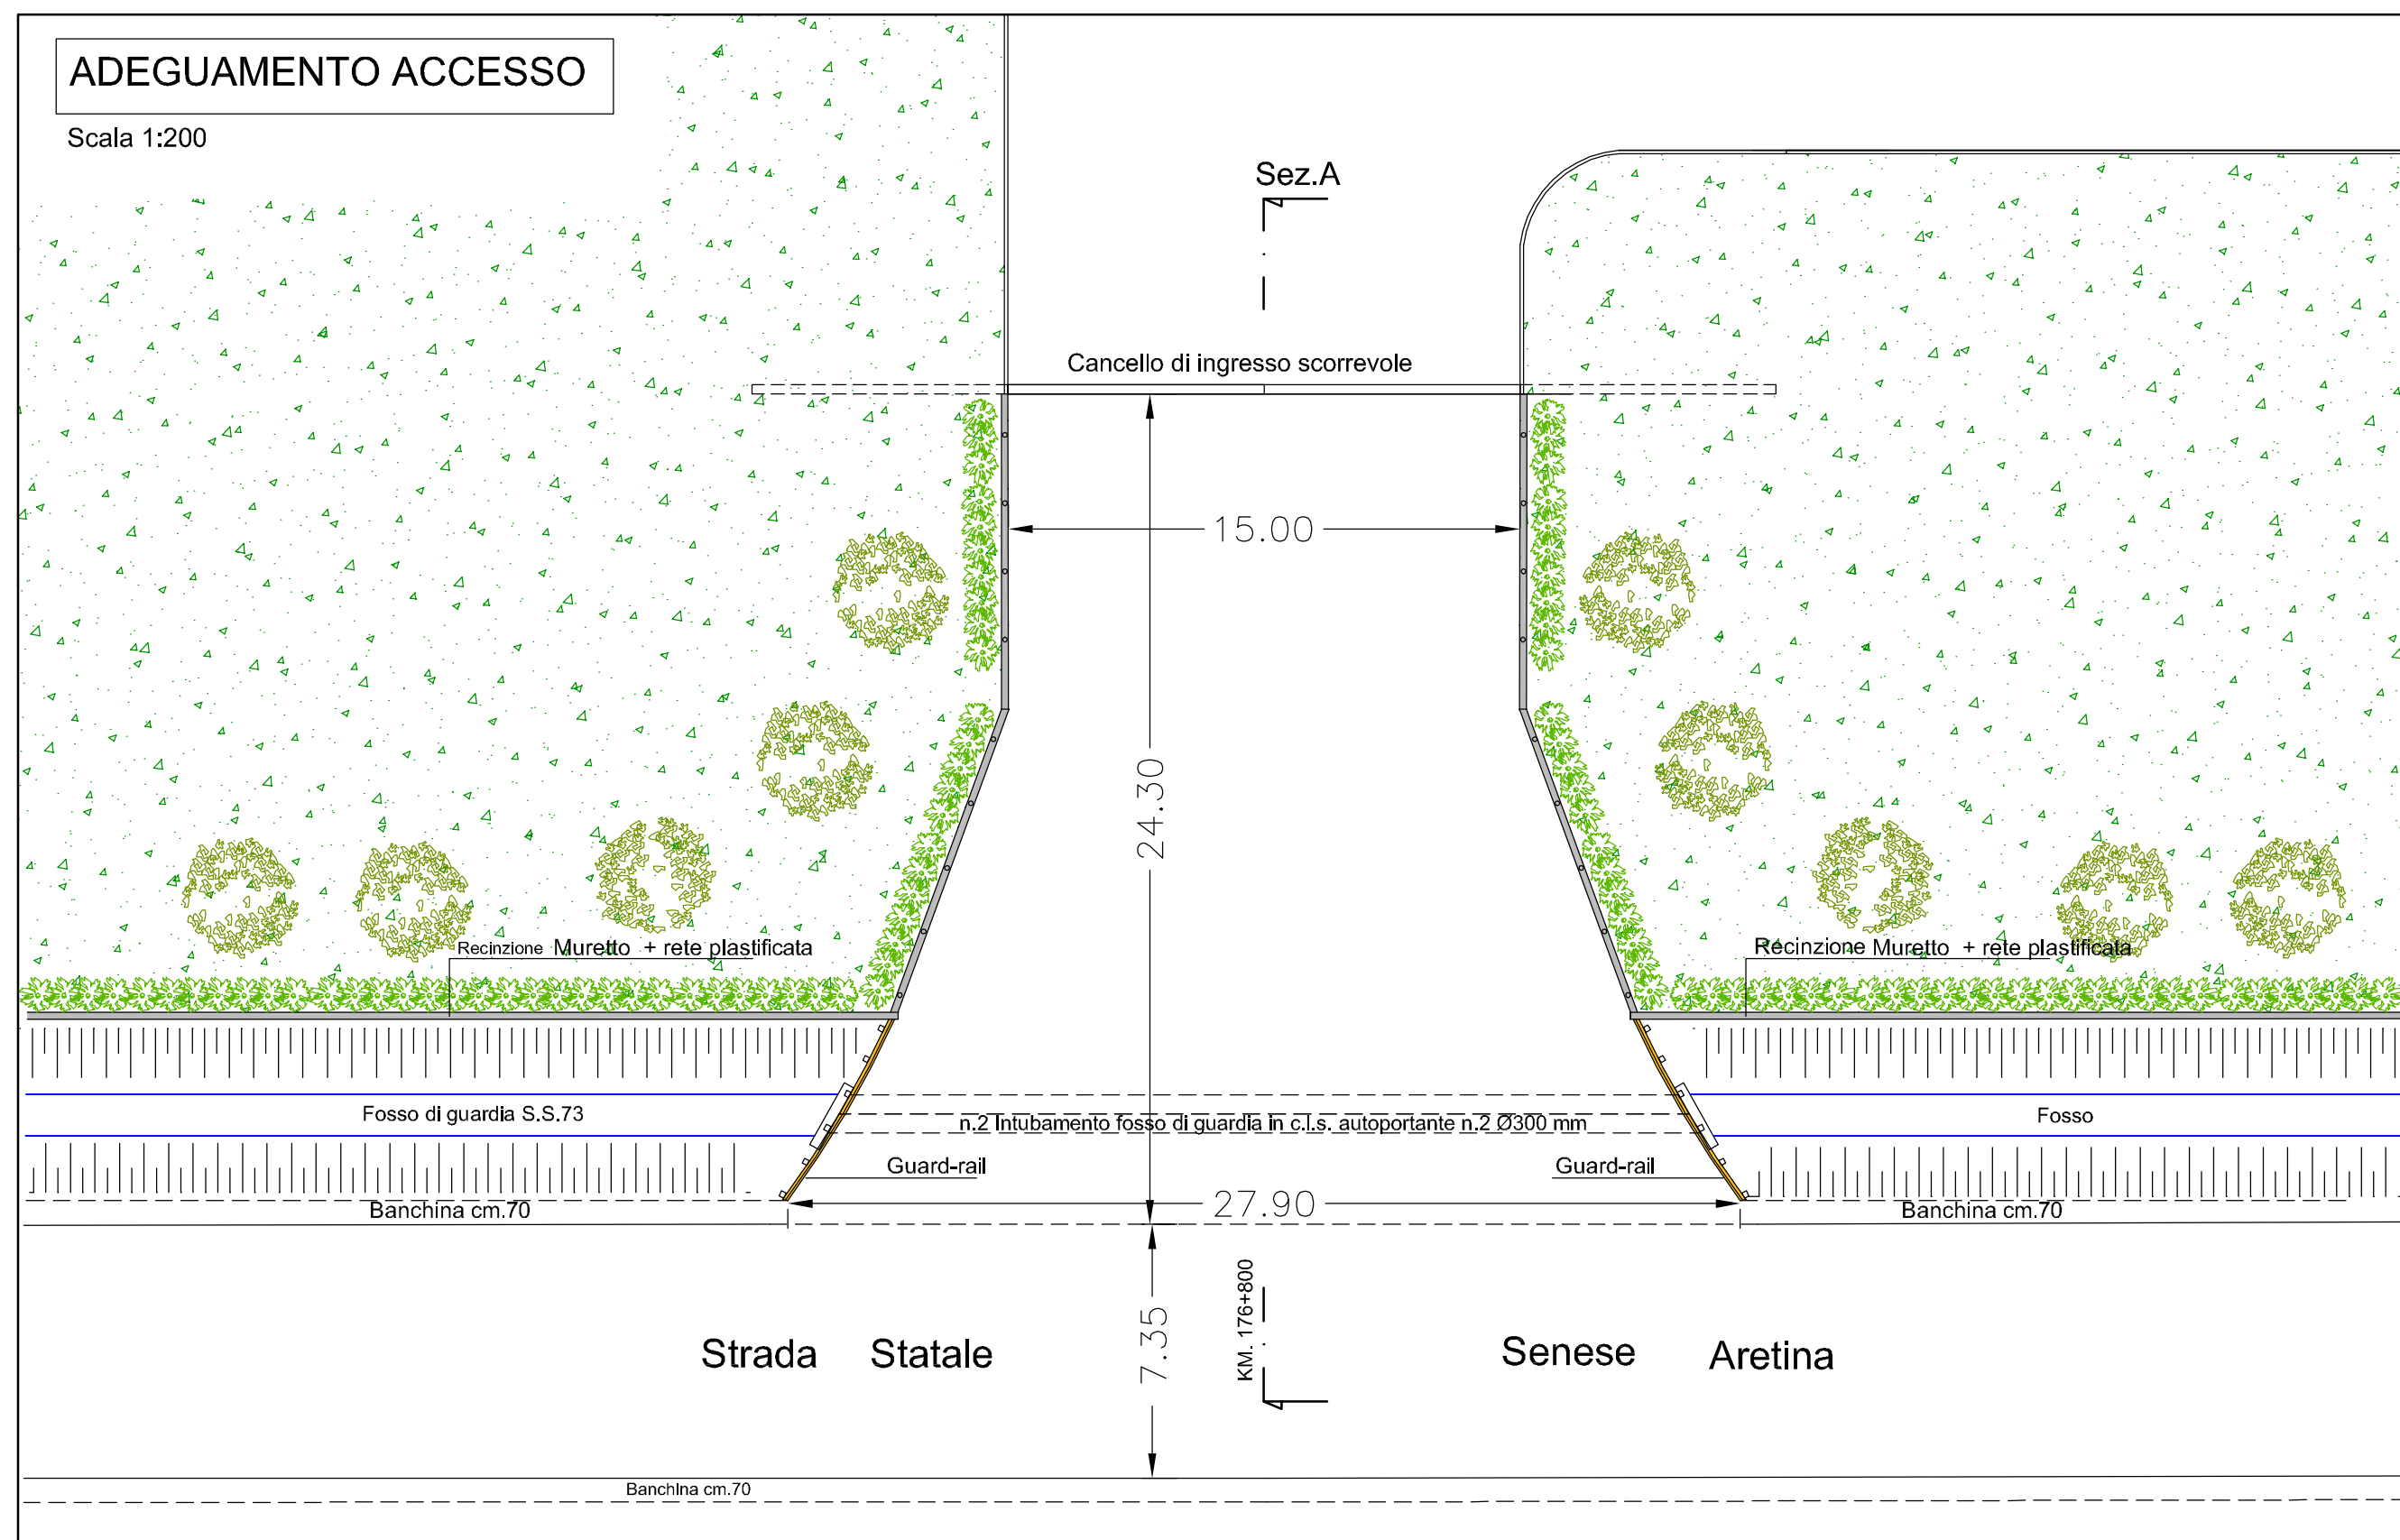 ADEGUAMENTO ACCESSO
Scala 1:200
Sez.A
Cancello di ingresso scorrevole
15.00
24.30
Recinzione Muretto + rete plastificata
Recinzione Muretto + rete plastificata
Fosso di guardia S.S.73
n.2 Intubamento fosso di guardia in c.l.s. autoportante n.2 Ø300 mm
Fosso
Guard-rail
Guard-rail
27.90
Banchina cm.70
Banchina cm.70
KM. 176+800
7.35
Strada Statale Senese Aretina
Banchina cm.70